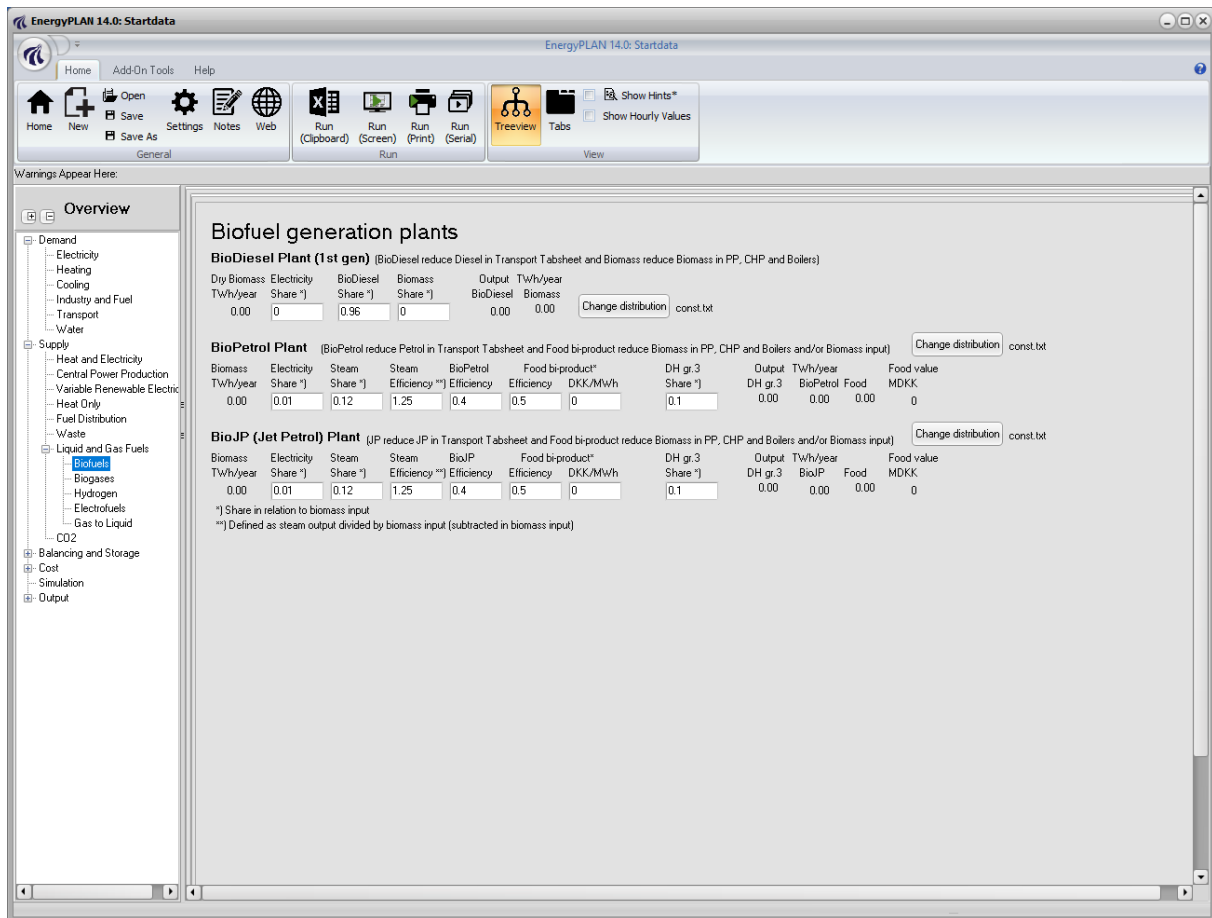 EnergyPLAN 14.0: Startdata
EnergyPLAN 14.0: Startdata
Home Add-On Tools Help
Home New Open Save Save As Settings Notes Web
General
Run (Clipboard) Run (Screen) Run (Print) Run (Serial)
Run
Treeview Tabs Show Hints* Show Hourly Values
View
Warnings Appear Here:
Overview
Demand
Electricity
Heating
Cooling
Industry and Fuel
Transport
Water
Supply
Heat and Electricity
Central Power Production
Variable Renewable Electric
Heat Only
Fuel Distribution
Waste
Liquid and Gas Fuels
Biofuels
Biogases
Hydrogen
Electrofuels
Gas to Liquid
CO2
Balancing and Storage
Cost
Simulation
Output
Biofuel generation plants
BioDiesel Plant (1st gen) (BioDiesel reduce Diesel in Transport Tabsheet and Biomass reduce Biomass in PP, CHP and Boilers)
Dry Biomass Electricity BioDiesel Biomass Output TWh/year
TWh/year Share *) Share *) Share *) BioDiesel Biomass
0.00 0 0.96 0 0.00 0.00 Change distribution const.txt
BioPetrol Plant (BioPetrol reduce Petrol in Transport Tabsheet and Food bi-product reduce Biomass in PP, CHP and Boilers and/or Biomass input) Change distribution const.txt
Biomass Electricity Steam Steam BioPetrol Food bi-product* DH gr.3 Output TWh/year Food value
TWh/year Share *) Share *) Efficiency **) Efficiency Efficiency DKK/MWh Share *) DH gr.3 BioPetrol Food MDKK
0.00 0.01 0.12 1.25 0.4 0.5 0 0.1 0.00 0.00 0.00 0
BioJP (Jet Petrol) Plant (JP reduce JP in Transport Tabsheet and Food bi-product reduce Biomass in PP, CHP and Boilers and/or Biomass input) Change distribution const.txt
Biomass Electricity Steam Steam BioJP Food bi-product* DH gr.3 Output TWh/year Food value
TWh/year Share *) Share *) Efficiency **) Efficiency Efficiency DKK/MWh Share *) DH gr.3 BioJP Food MDKK
0.00 0.01 0.12 1.25 0.4 0.5 0 0.1 0.00 0.00 0.00 0
*) Share in relation to biomass input
**) Defined as steam output divided by biomass input (subtracted in biomass input)